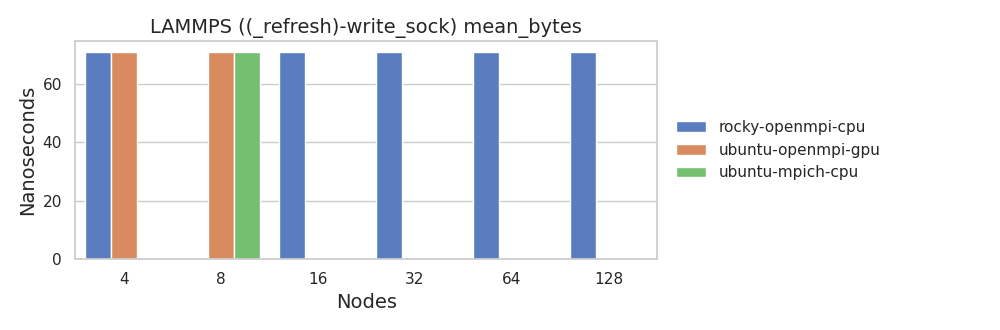 LAMMPS ((_refresh)-write_sock) mean_bytes
Nanoseconds
60
40
20
0
4 8 16 32 64 128
Nodes
rocky-openmpi-cpu
ubuntu-openmpi-gpu
ubuntu-mpich-cpu